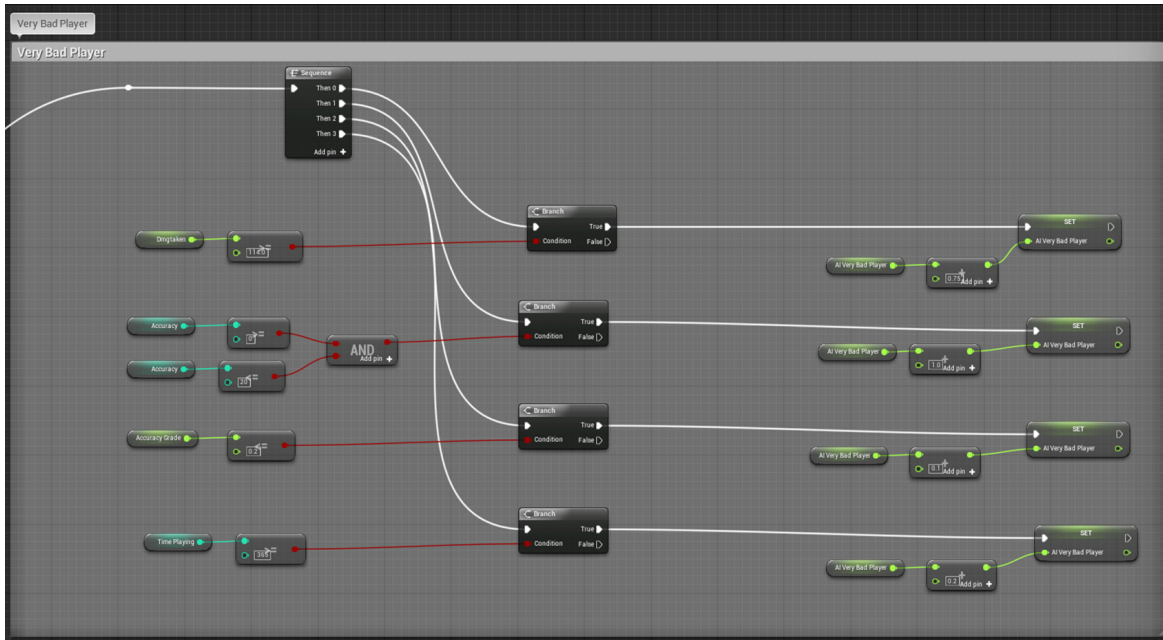 Very Bad Player
Very Bad Player
Sequence
Then 0
Then 1
Then 2
Then 3
Add pin +
Branch
True
Condition False
Dmgtaken
>=
114.0
SET
AI Very Bad Player
AI Very Bad Player
+
0.75
Add pin +
Branch
True
Condition False
Accuracy
>=
0
AND
Add pin +
Accuracy
<=
20
SET
AI Very Bad Player
AI Very Bad Player
+
1.0
Add pin +
Branch
True
Condition False
Accuracy Grade
<=
0.2
SET
AI Very Bad Player
AI Very Bad Player
+
0.1
Add pin +
Branch
True
Condition False
Time Playing
>=
365
SET
AI Very Bad Player
AI Very Bad Player
+
0.2
Add pin +